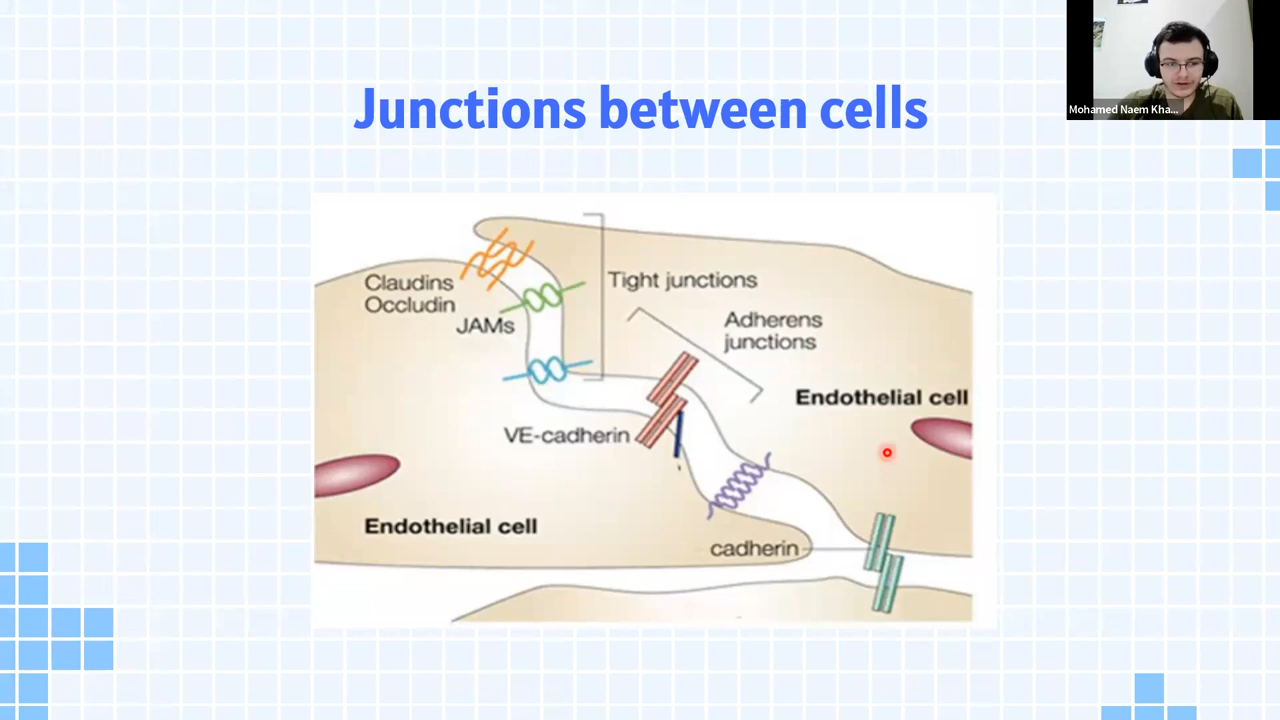 Mohamed Naem Kha...
Junctions between cells
Claudins
Occludin
JAMs
Tight junctions
Adherens
junctions
Endothelial cell
VE-cadherin
Endothelial cell
cadherin